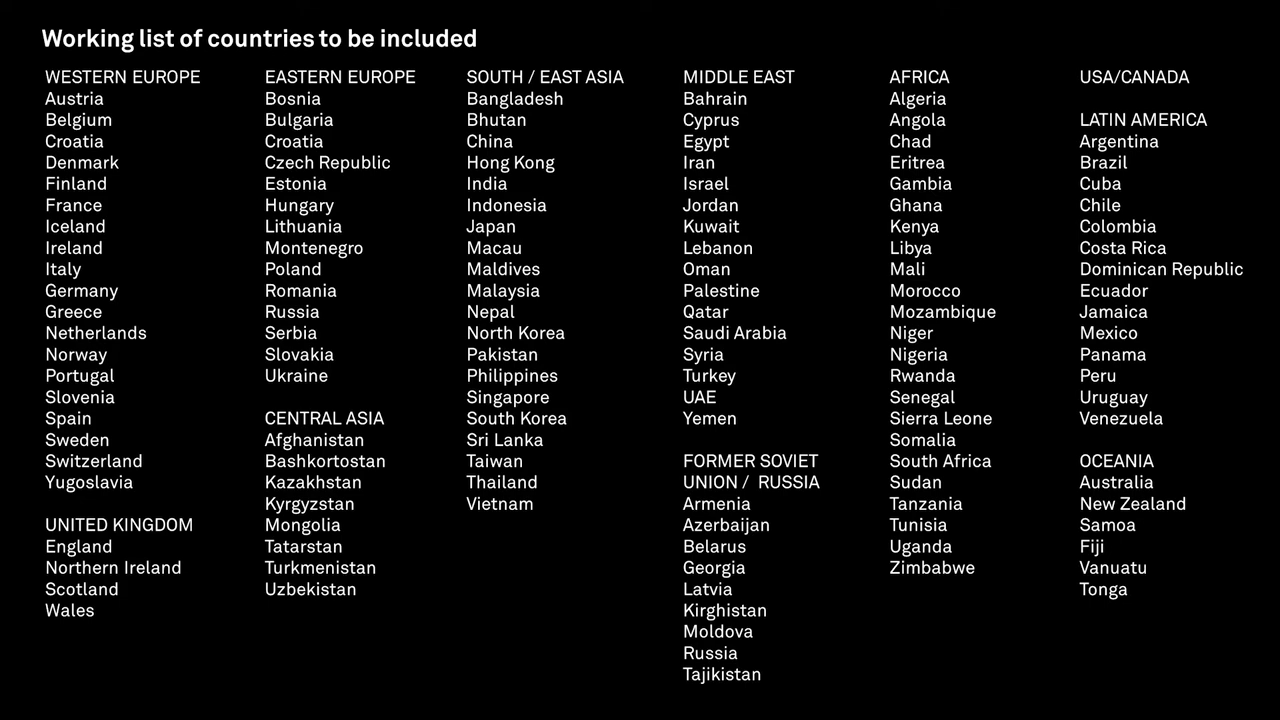 Working list of countries to be included
WESTERN EUROPE
Austria
Belgium
Croatia
Denmark
Finland
France
Iceland
Ireland
Italy
Germany
Greece
Netherlands
Norway
Portugal
Slovenia
Spain
Sweden
Switzerland
Yugoslavia
UNITED KINGDOM
England
Northern Ireland
Scotland
Wales
EASTERN EUROPE
Bosnia
Bulgaria
Croatia
Czech Republic
Estonia
Hungary
Lithuania
Montenegro
Poland
Romania
Russia
Serbia
Slovakia
Ukraine
CENTRAL ASIA
Afghanistan
Bashkortostan
Kazakhstan
Kyrgyzstan
Mongolia
Tatarstan
Turkmenistan
Uzbekistan
SOUTH / EAST ASIA
Bangladesh
Bhutan
China
Hong Kong
India
Indonesia
Japan
Macau
Maldives
Malaysia
Nepal
North Korea
Pakistan
Philippines
Singapore
South Korea
Sri Lanka
Taiwan
Thailand
Vietnam
MIDDLE EAST
Bahrain
Cyprus
Egypt
Iran
Israel
Jordan
Kuwait
Lebanon
Oman
Palestine
Qatar
Saudi Arabia
Syria
Turkey
UAE
Yemen
FORMER SOVIET
UNION / RUSSIA
Armenia
Azerbaijan
Belarus
Georgia
Latvia
Kirghistan
Moldova
Russia
Tajikistan
AFRICA
Algeria
Angola
Chad
Eritrea
Gambia
Ghana
Kenya
Libya
Mali
Morocco
Mozambique
Niger
Nigeria
Rwanda
Senegal
Sierra Leone
Somalia
South Africa
Sudan
Tanzania
Tunisia
Uganda
Zimbabwe
USA/CANADA
LATIN AMERICA
Argentina
Brazil
Cuba
Chile
Colombia
Costa Rica
Dominican Republic
Ecuador
Jamaica
Mexico
Panama
Peru
Uruguay
Venezuela
OCEANIA
Australia
New Zealand
Samoa
Fiji
Vanuatu
Tonga